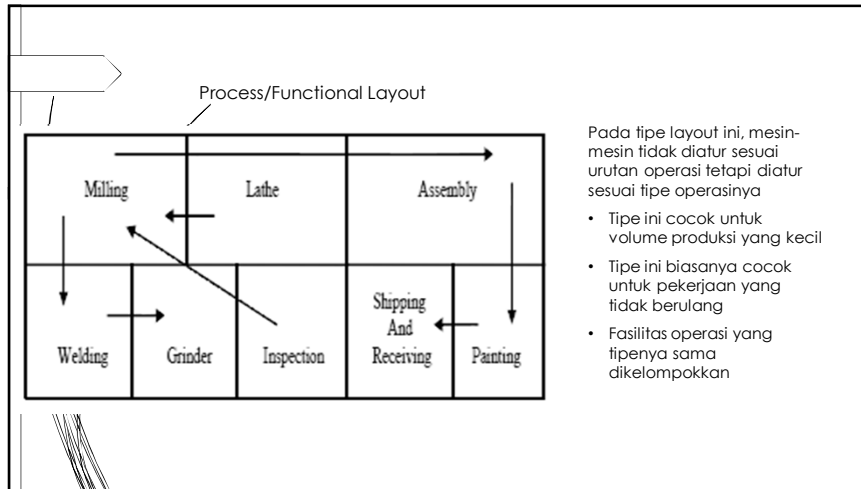 Process/Functional Layout
Milling
Lathe
Assembly
Welding
Grinder
Inspection
Shipping
And
Receiving
Painting
Pada tipe layout ini, mesin-
mesin tidak diatur sesuai
urutan operasi tetapi diatur
sesuai tipe operasinya
• Tipe ini cocok untuk
volume produksi yang kecil
• Tipe ini biasanya cocok
untuk pekerjaan yang
tidak berulang
• Fasilitas operasi yang
tipenya sama
dikelompokkan